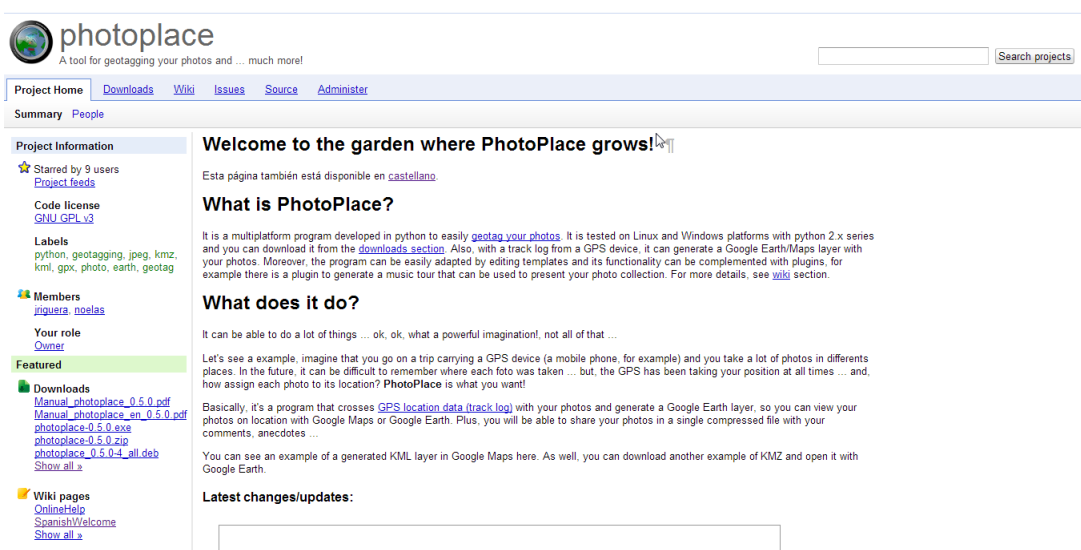 photoplace
A tool for geotagging your photos and ... much more!
Search projects
Project Home Downloads Wiki Issues Source Administer
Summary People
Project Information
Starred by 9 users
Project feeds
Code license
GNU GPL v3
Labels
python, geotagging, jpeg, kmz,
kml, gpx, photo, earth, geotag
Members
jriguera, noelas
Your role
Owner
Featured
Downloads
Manual_photoplace_0.5.0.pdf
Manual_photoplace_en_0.5.0.pdf
photoplace-0.5.0.exe
photoplace-0.5.0.zip
photoplace_0.5.0-4_all.deb
Show all »
Wiki pages
OnlineHelp
SpanishWelcome
Show all »
Welcome to the garden where PhotoPlace grows!¶
Esta página también está disponible en castellano.
What is PhotoPlace?
It is a multiplatform program developed in python to easily geotag your photos. It is tested on Linux and Windows platforms with python 2.x series
and you can download it from the downloads section. Also, with a track log from a GPS device, it can generate a Google Earth/Maps layer with
your photos. Moreover, the program can be easily adapted by editing templates and its functionality can be complemented with plugins, for
example there is a plugin to generate a music tour that can be used to present your photo collection. For more details, see wiki section.
What does it do?
It can be able to do a lot of things ... ok, ok, what a powerful imagination!, not all of that ...
Let's see a example, imagine that you go on a trip carrying a GPS device (a mobile phone, for example) and you take a lot of photos in differents
places. In the future, it can be difficult to remember where each foto was taken ... but, the GPS has been taking your position at all times ... and,
how assign each photo to its location? PhotoPlace is what you want!
Basically, it's a program that crosses GPS location data (track log) with your photos and generate a Google Earth layer, so you can view your
photos on location with Google Maps or Google Earth. Plus, you will be able to share your photos in a single compressed file with your
comments, anecdotes ...
You can see an example of a generated KML layer in Google Maps here. As well, you can download another example of KMZ and open it with
Google Earth.
Latest changes/updates: